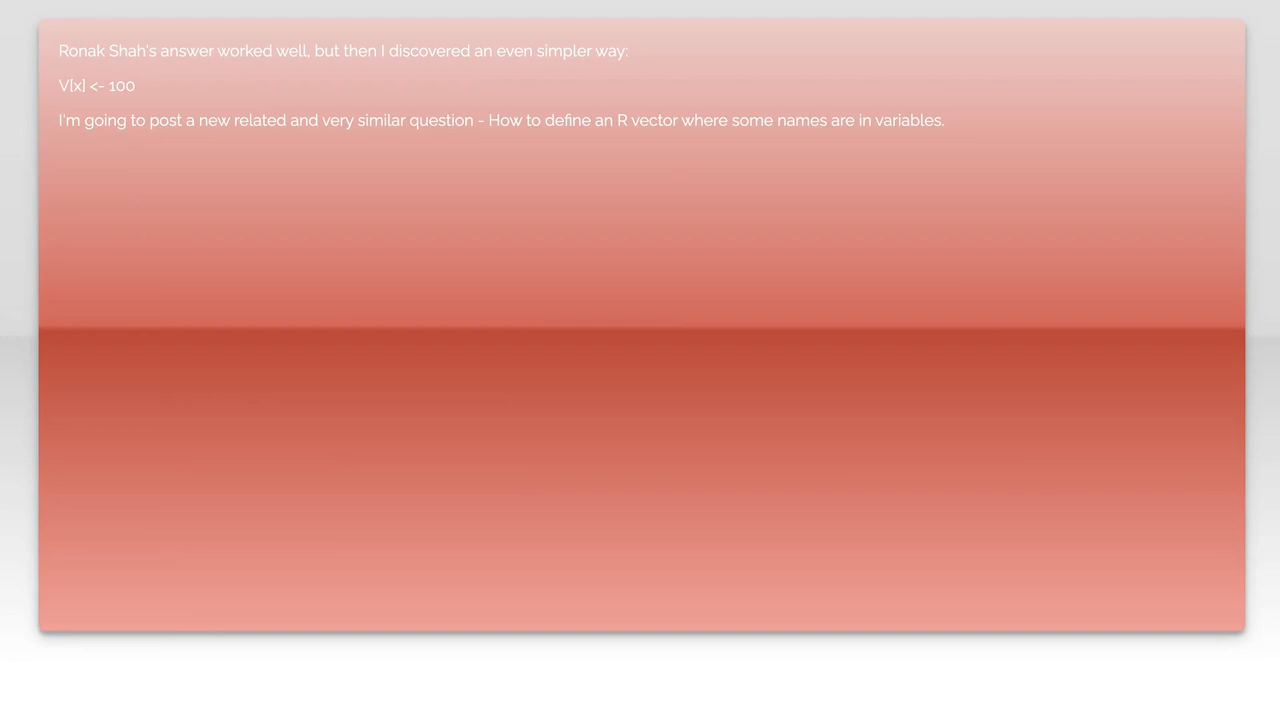 Ronak Shah's answer worked well, but then I discovered an even simpler way:
V[x] <- 100
I'm going to post a new related and very similar question - How to define an R vector where some names are in variables.